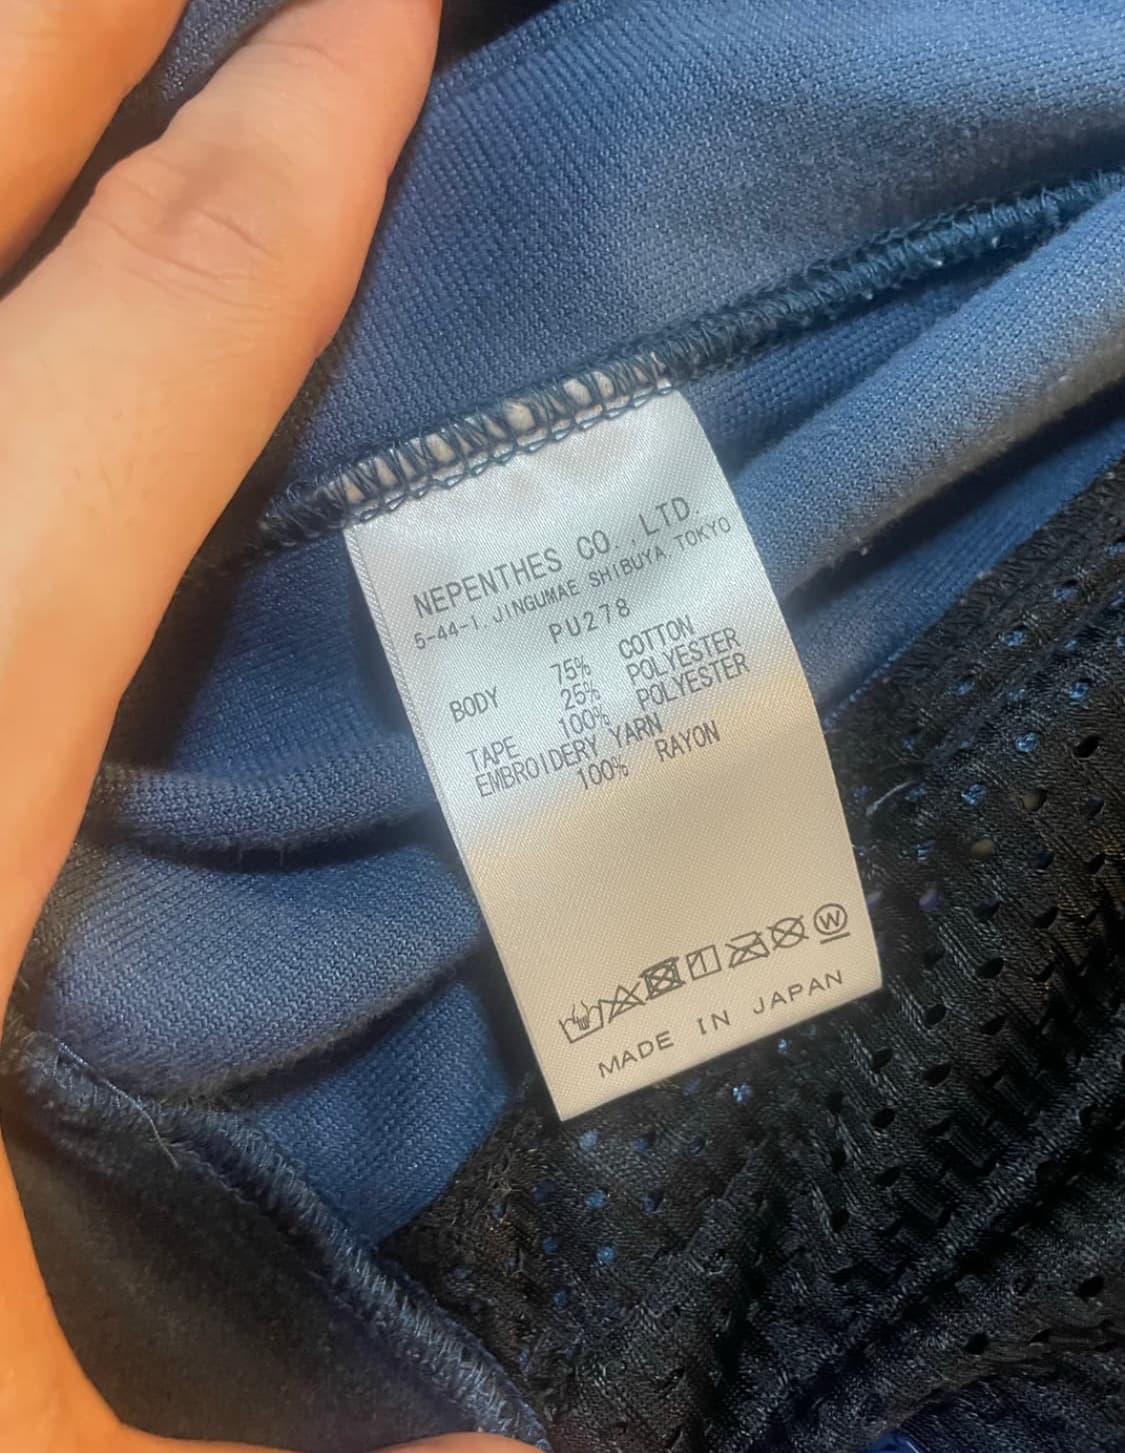 NEPENTHES CO.,LTD.
5-44-1, JINGUMAE SHIBUYA, TOKYO
PU278
BODY 75% COTTON
25% POLYESTER
TAPE 100% POLYESTER
EMBROIDERY YARN
100% RAYON
W
MADE IN JAPAN